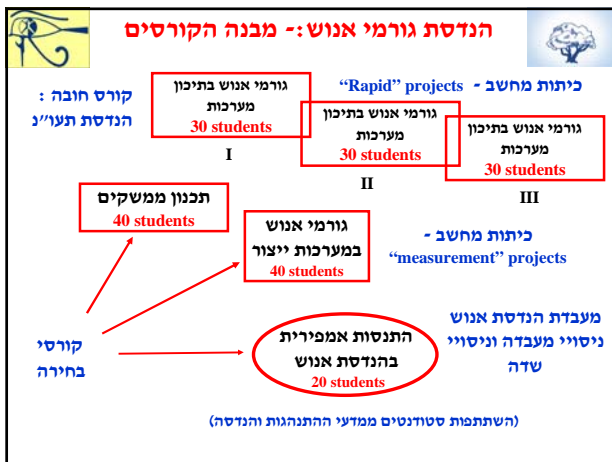 הנדסת גורמי אנוש:- מבנה הקורסים
קורס חובה :
הנדסת תעו״נ
גורמי אנוש בתיכון
מערכות
30 students
I
כיתות מחשב - “Rapid” projects
גורמי אנוש בתיכון
מערכות
30 students
II
גורמי אנוש בתיכון
מערכות
30 students
III
תכנון ממשקים
40 students
גורמי אנוש
במערכות ייצור
40 students
כיתות מחשב -
“measurement” projects
קורסי
בחירה
התנסות אמפירית
בהנדסת אנוש
20 students
מעבדת הנדסת אנוש
ניסויי מעבדה וניסויי
שדה
(השתתפות סטודנטים ממדעי ההתנהגות והנדסה)